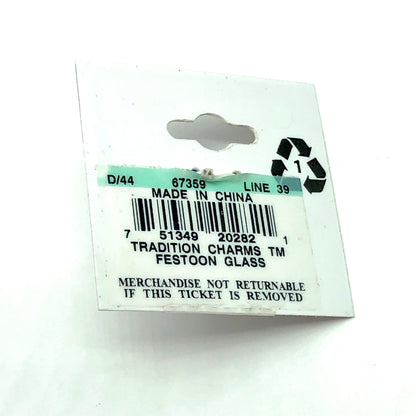 1
D/44 67359 LINE 39
MADE IN CHINA
7 51349 20282 1
TRADITION CHARMS TM
FESTOON GLASS
MERCHANDISE NOT RETURNABLE
IF THIS TICKET IS REMOVED